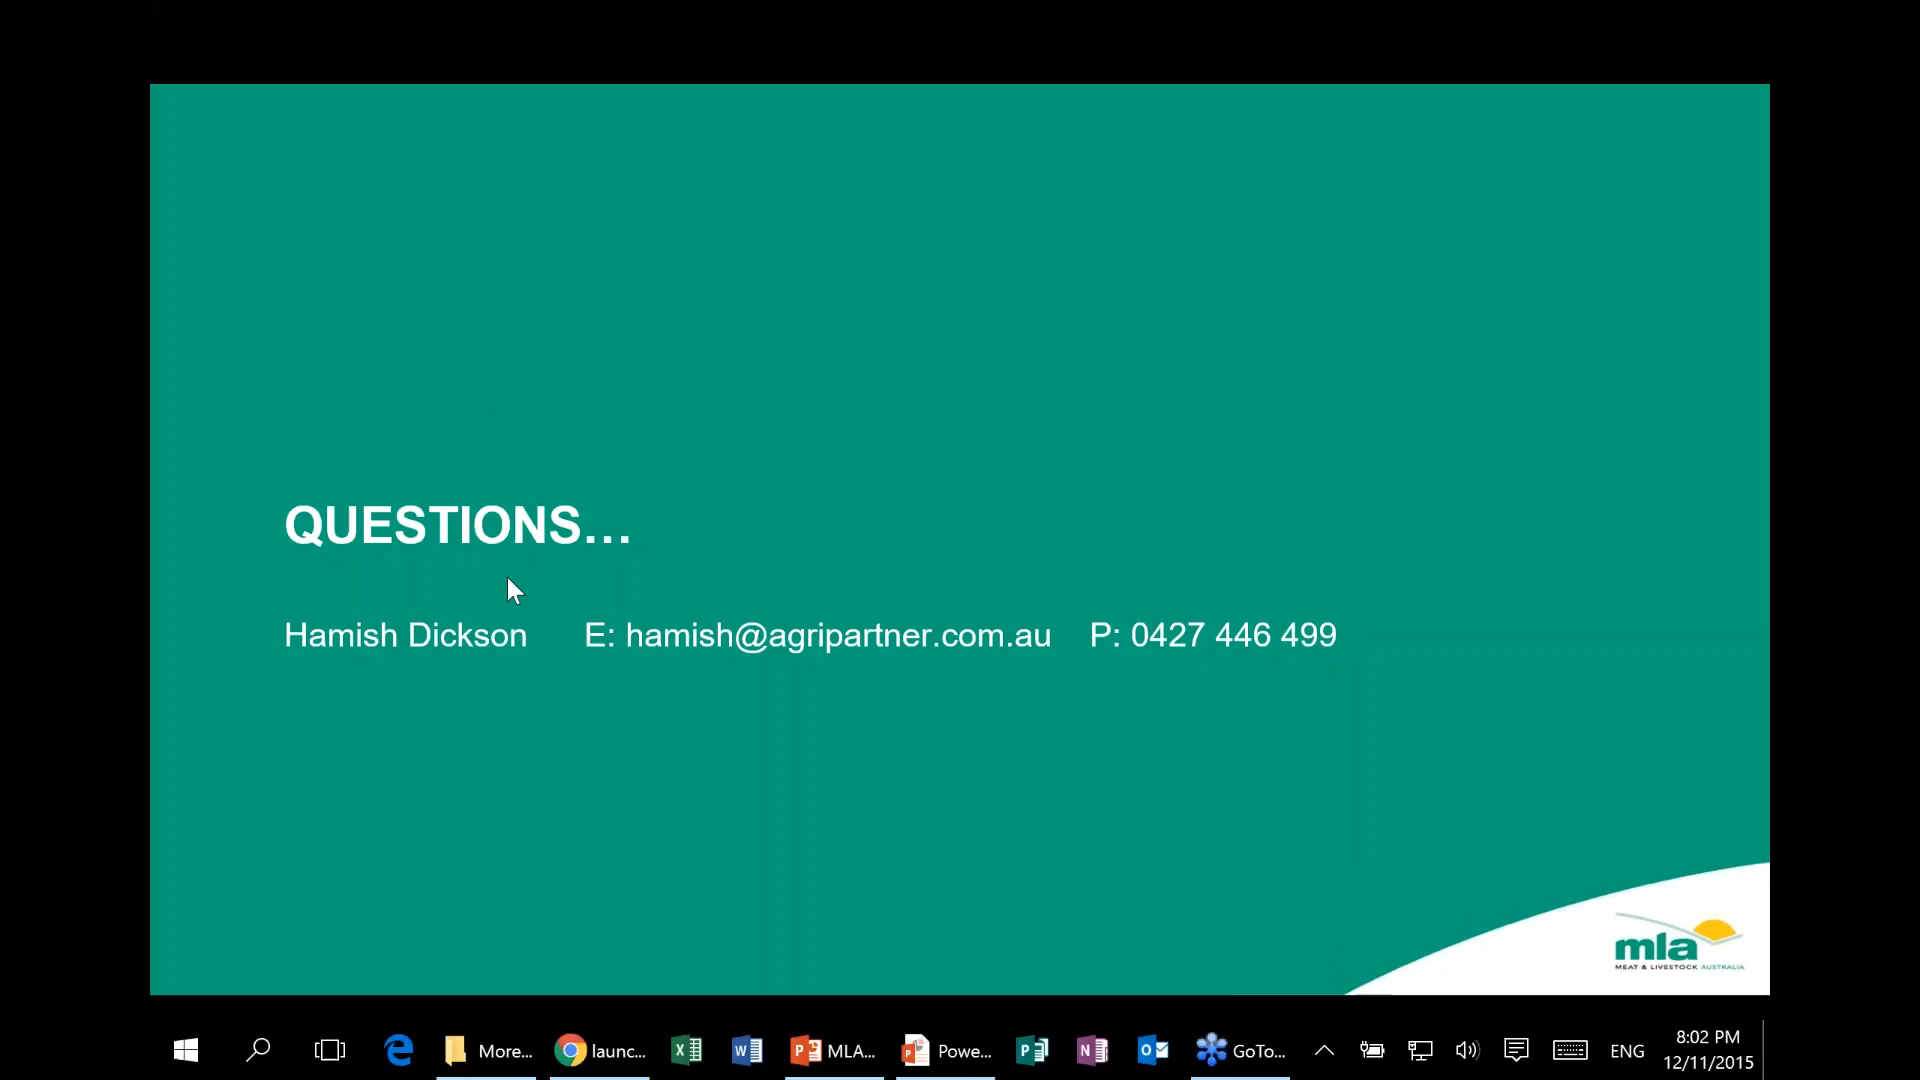 QUESTIONS...
Hamish Dickson E: hamish@agripartner.com.au P: 0427 446 499
mla
MEAT & LIVESTOCK AUSTRALIA
More... launc... MLA... Powe... GoTo... ENG 8:02 PM
12/11/2015